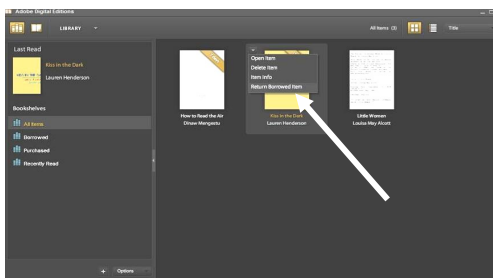 Adobe Digital Editions
LIBRARY
All items (3)
Title
Last Read
Kiss in the Dark
Lauren Henderson
Bookshelves
All Items
Borrowed
Purchased
Recently Read
Options
Open Item
Delete Item
Item Info
Return Borrowed Item
How to Read the Air
Dinaw Mengestu
Kiss in the Dark
Lauren Henderson
Little Women
Louisa May Alcott